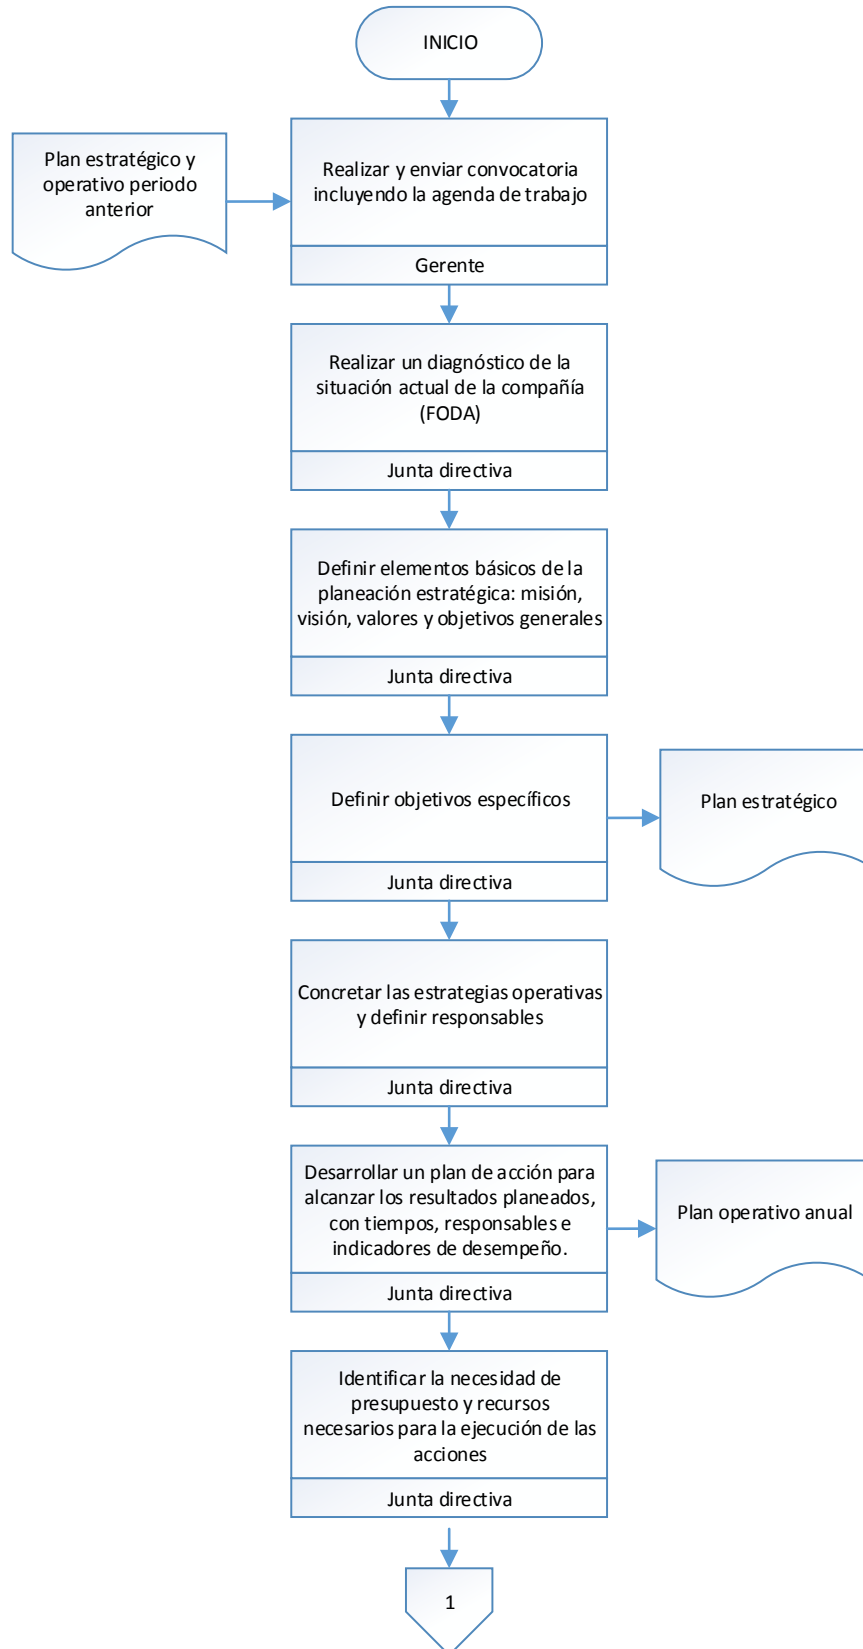 INICIO
Plan estratégico y
operativo periodo
anterior
Realizar y enviar convocatoria
incluyendo la agenda de trabajo
Gerente
Realizar un diagnóstico de la
situación actual de la compañía
(FODA)
Junta directiva
Definir elementos básicos de la
planeación estratégica: misión,
visión, valores y objetivos generales
Junta directiva
Definir objetivos específicos
Junta directiva
Plan estratégico
Concretar las estrategias operativas
y definir responsables
Junta directiva
Desarrollar un plan de acción para
alcanzar los resultados planeados,
con tiempos, responsables e
indicadores de desempeño.
Junta directiva
Plan operativo anual
Identificar la necesidad de
presupuesto y recursos
necesarios para la ejecución de las
acciones
Junta directiva
1